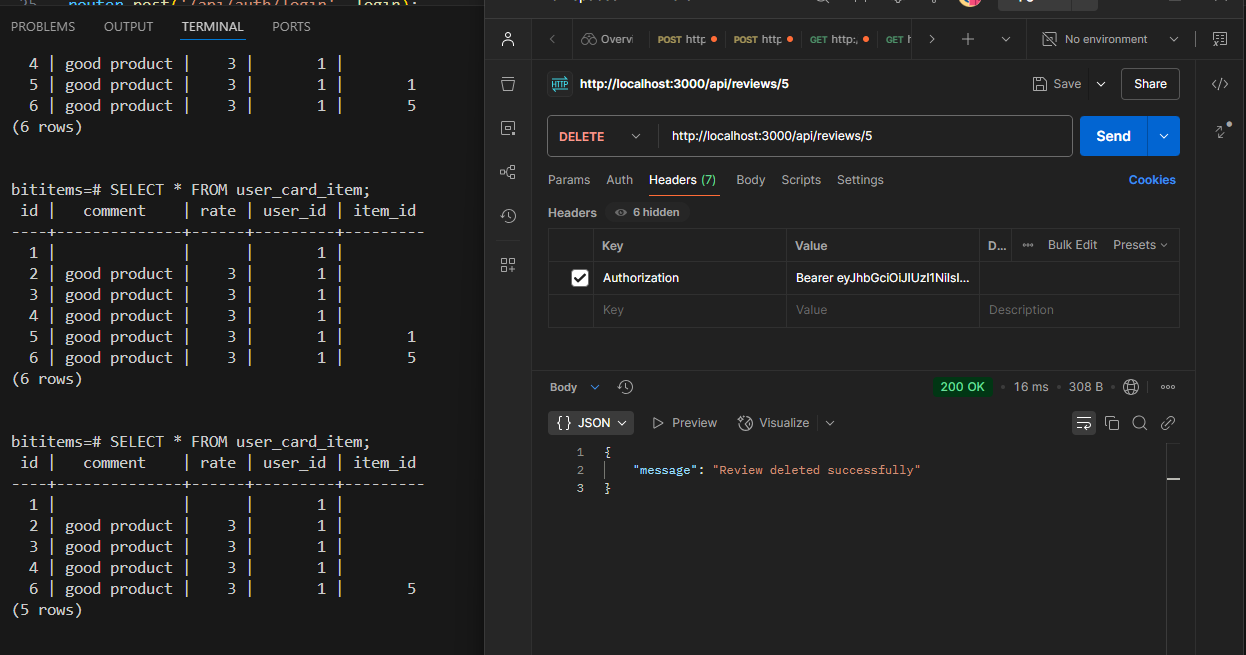 router.post('/api/auth/login', login);
PROBLEMS OUTPUT TERMINAL PORTS
4 | good product | 3 | 1 |
5 | good product | 3 | 1 | 1
6 | good product | 3 | 1 | 5
(6 rows)
bititems=# SELECT * FROM user_card_item;
id | comment | rate | user_id | item_id
----+--------------+------+---------+---------
1 | | | 1 |
2 | good product | 3 | 1 |
3 | good product | 3 | 1 |
4 | good product | 3 | 1 |
5 | good product | 3 | 1 | 1
6 | good product | 3 | 1 | 5
(6 rows)
bititems=# SELECT * FROM user_card_item;
id | comment | rate | user_id | item_id
----+--------------+------+---------+---------
1 | | | 1 |
2 | good product | 3 | 1 |
3 | good product | 3 | 1 |
4 | good product | 3 | 1 |
6 | good product | 3 | 1 | 5
(5 rows)
Overvi POST http POST http GET http:, GET h No environment
HTTP http://localhost:3000/api/reviews/5 Save Share
DELETE http://localhost:3000/api/reviews/5 Send
Params Auth Headers (7) Body Scripts Settings Cookies
Headers 6 hidden
Key Value D... Bulk Edit Presets
Authorization Bearer eyJhbGciOiJIUzI1NiIsI...
Key Value Description
Body 200 OK 16 ms 308 B
{} JSON Preview Visualize
1 {
2 "message": "Review deleted successfully"
3 }